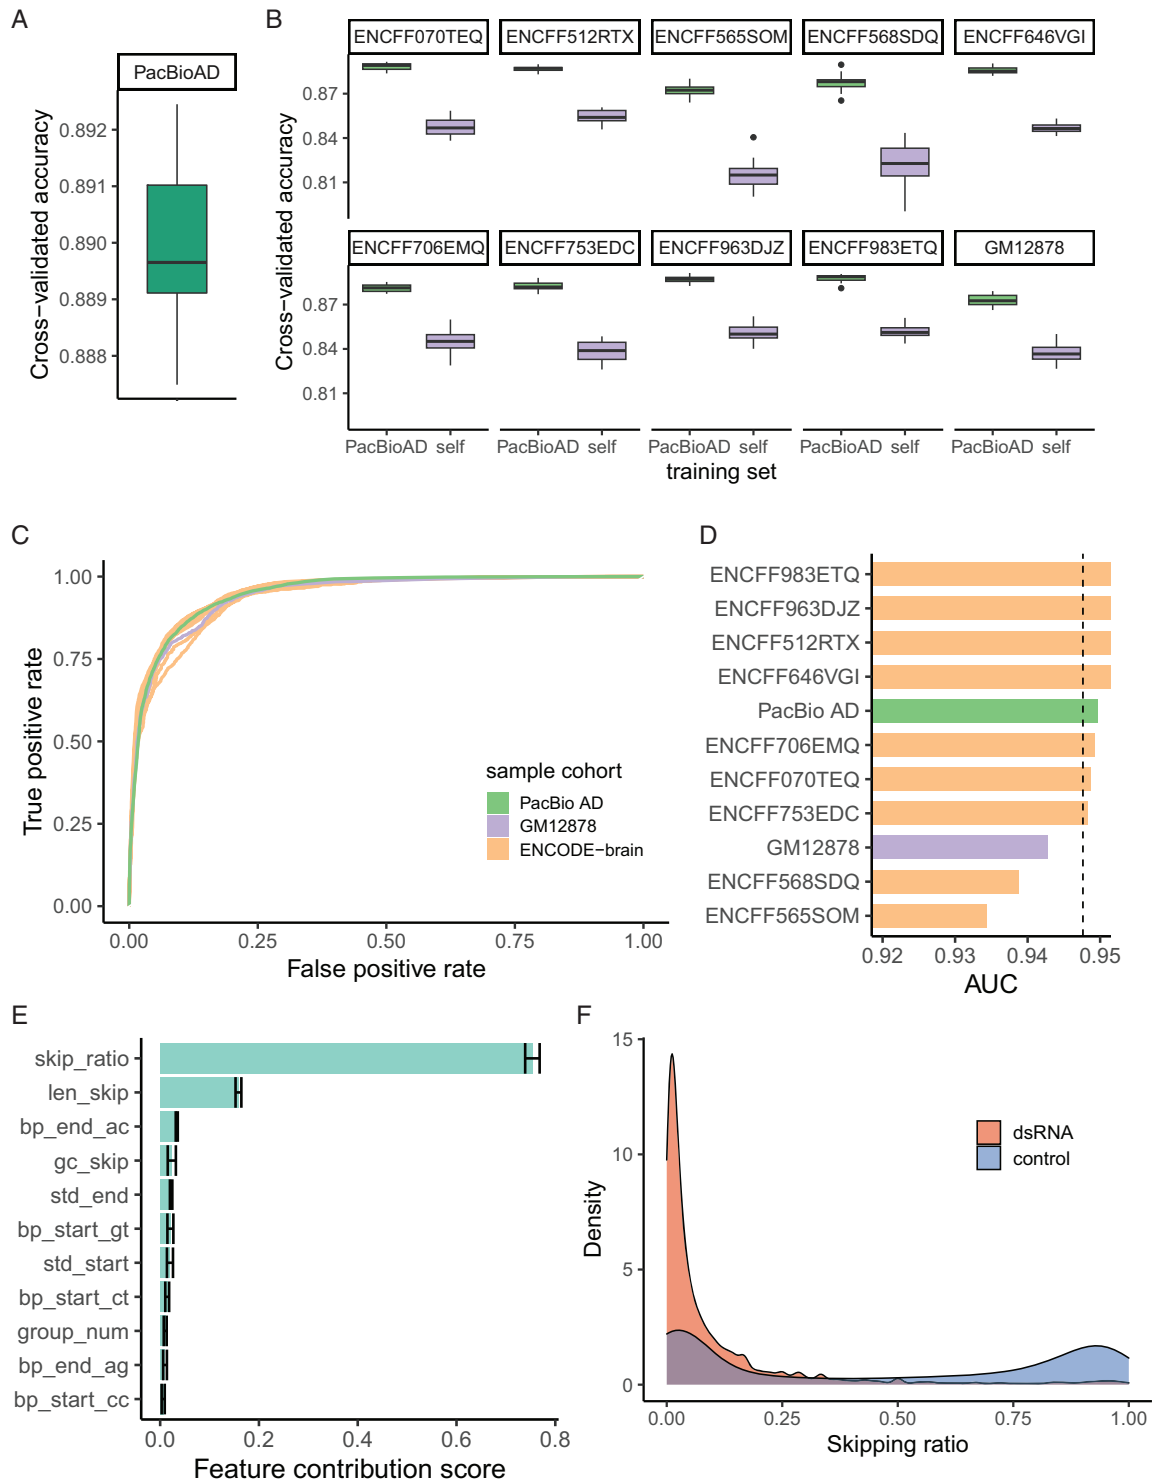 A
PacBioAD
Cross−validated accuracy
0.892
0.891
0.890
0.889
0.888
B
ENCFF070TEQ ENCFF512RTX ENCFF565SOM ENCFF568SDQ ENCFF646VGI
Cross−validated accuracy
0.87
0.84
0.81
ENCFF706EMQ ENCFF753EDC ENCFF963DJZ ENCFF983ETQ GM12878
Cross−validated accuracy
0.87
0.84
0.81
PacBioAD self PacBioAD self PacBioAD self PacBioAD self PacBioAD self
training set
C
True positive rate
1.00
0.75
0.50
0.25
0.00
sample cohort
PacBio AD
GM12878
ENCODE−brain
0.00 0.25 0.50 0.75 1.00
False positive rate
D
ENCFF983ETQ
ENCFF963DJZ
ENCFF512RTX
ENCFF646VGI
PacBio AD
ENCFF706EMQ
ENCFF070TEQ
ENCFF753EDC
GM12878
ENCFF568SDQ
ENCFF565SOM
0.92 0.93 0.94 0.95
AUC
E
skip_ratio
len_skip
bp_end_ac
gc_skip
std_end
bp_start_gt
std_start
bp_start_ct
group_num
bp_end_ag
bp_start_cc
0.0 0.2 0.4 0.6 0.8
Feature contribution score
F
Density
15
10
5
0
dsRNA
control
0.00 0.25 0.50 0.75 1.00
Skipping ratio